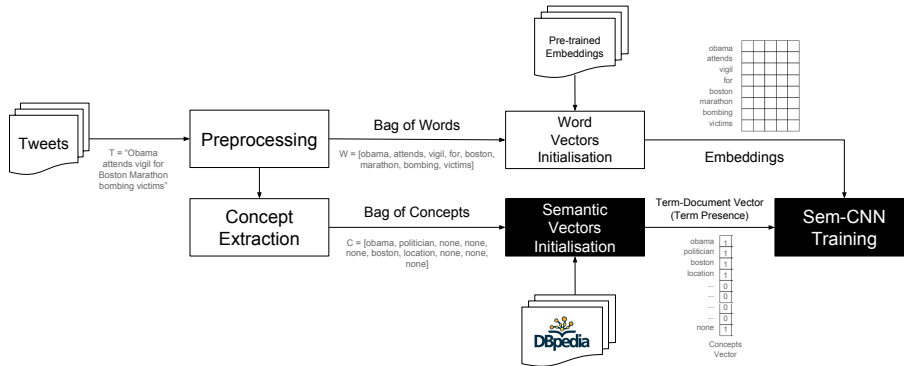 Pre-trained
Embeddings
obama
attends
vigil
for
boston
marathon
bombing
victims
Tweets
T = “Obama
attends vigil for
Boston Marathon
bombing victims”
Preprocessing
Bag of Words
W = [obama, attends, vigil, for, boston,
marathon, bombing, victims]
Word
Vectors
Initialisation
Embeddings
Concept
Extraction
Bag of Concepts
C = [obama, politician, none, none,
none, boston, location, none, none,
none]
Semantic
Vectors
Initialisation
Term-Document Vector
(Term Presence)
Sem-CNN
Training
obama 1
politician 1
boston 1
location 1
... 0
... 0
... 0
... 0
none 1
Concepts
Vector
DBpedia